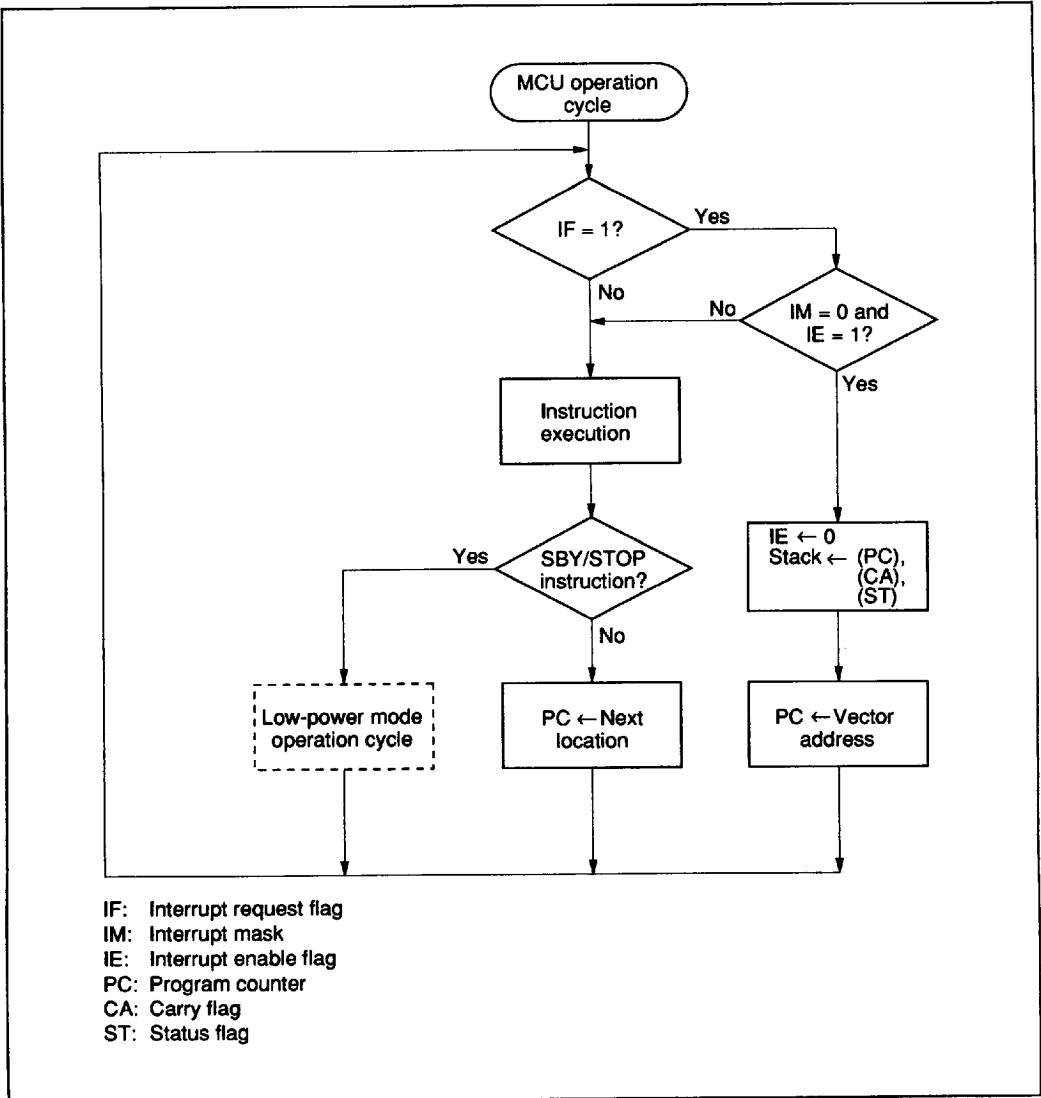 MCU operation
cycle
IF = 1?
Yes
No
No
IM = 0 and
IE = 1?
Yes
Instruction
execution
Yes
SBY/STOP
instruction?
No
IE ← 0
Stack ← (PC),
(CA),
(ST)
Low-power mode
operation cycle
PC ← Next
location
PC ← Vector
address
IF: Interrupt request flag
IM: Interrupt mask
IE: Interrupt enable flag
PC: Program counter
CA: Carry flag
ST: Status flag